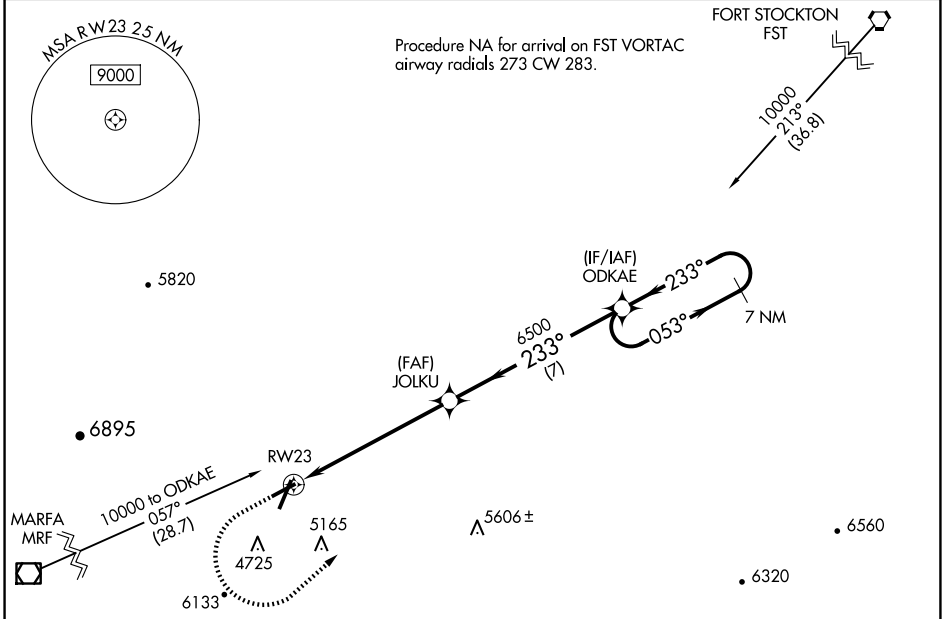 MSA RW23 25 NM
9000
Procedure NA for arrival on FST VORTAC
airway radials 273 CW 283.
FORT STOCKTON
FST
10000
213°
(36.8)
5820
(IF/IAF)
ODKAE
233°
053°
7 NM
6500
233°
(7)
(FAF)
JOLKU
6895
RW23
10000 to ODKAE
057°
(28.7)
MARFA
MRF
4725
5165
5606 ±
6560
6320
6133